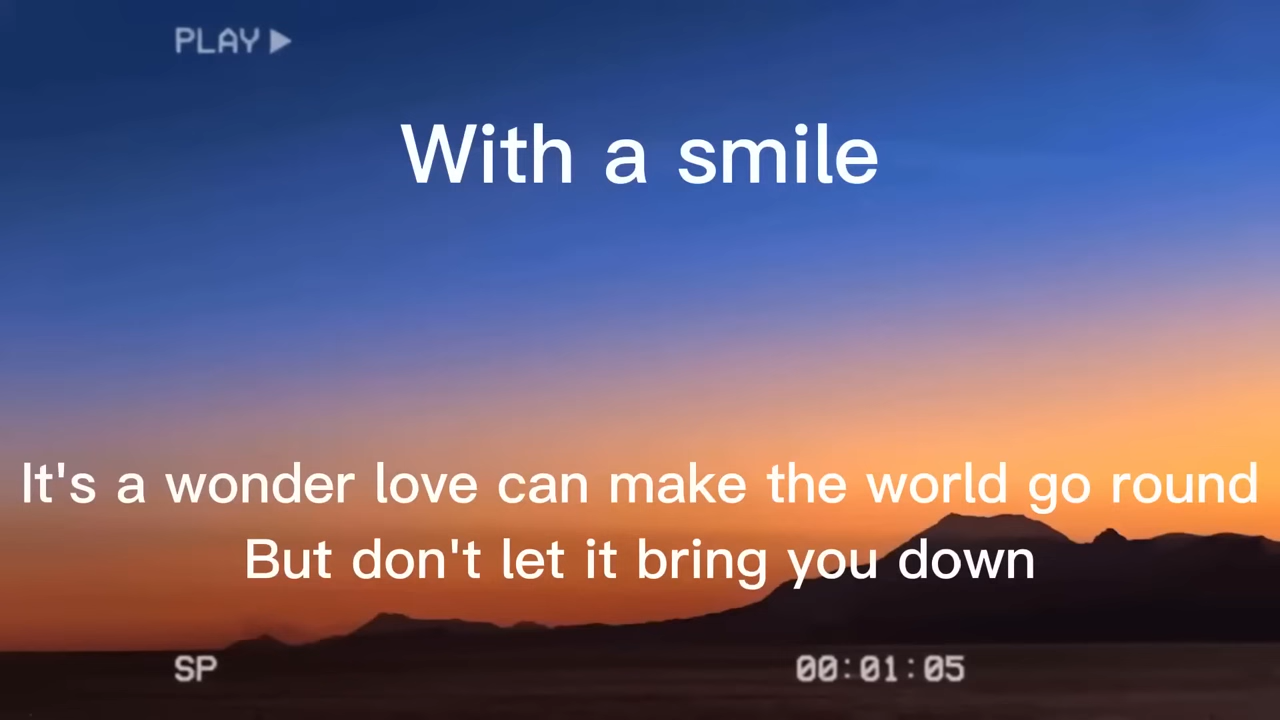 PLAY ▶
With a smile
It's a wonder love can make the world go round
But don't let it bring you down
SP
00:01:05